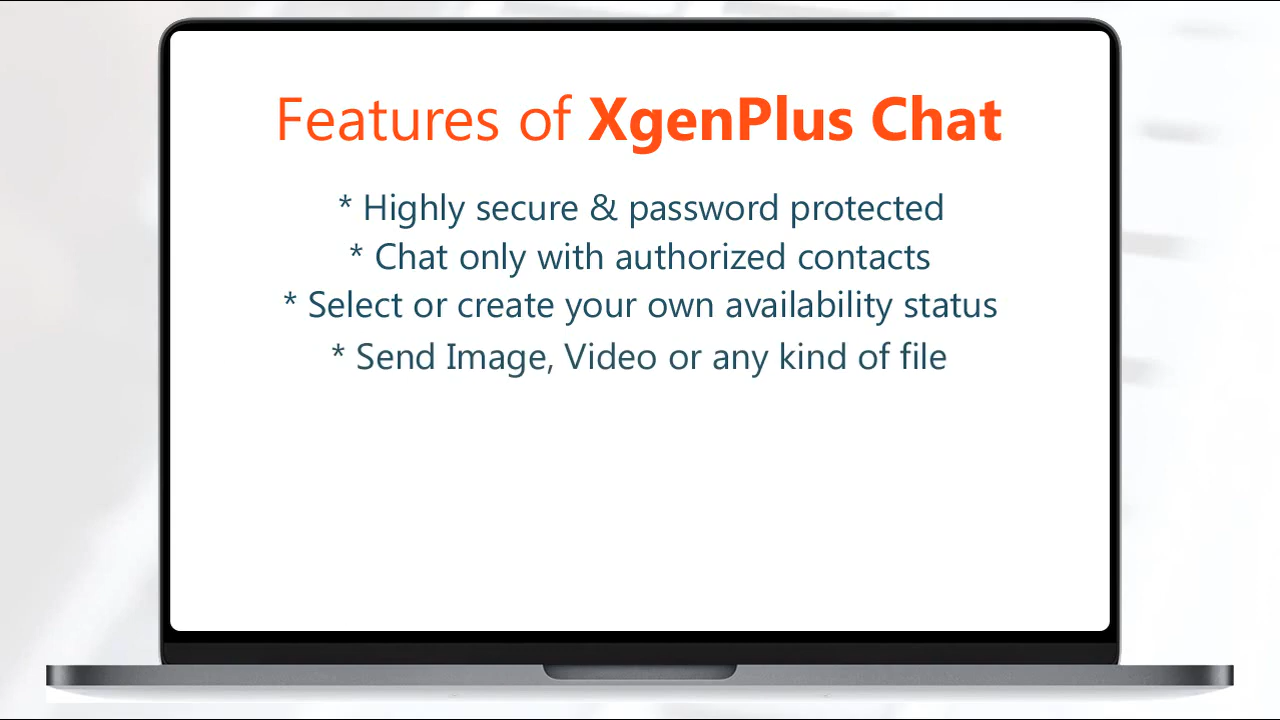 Features of XgenPlus Chat
* Highly secure & password protected
* Chat only with authorized contacts
* Select or create your own availability status
* Send Image, Video or any kind of file